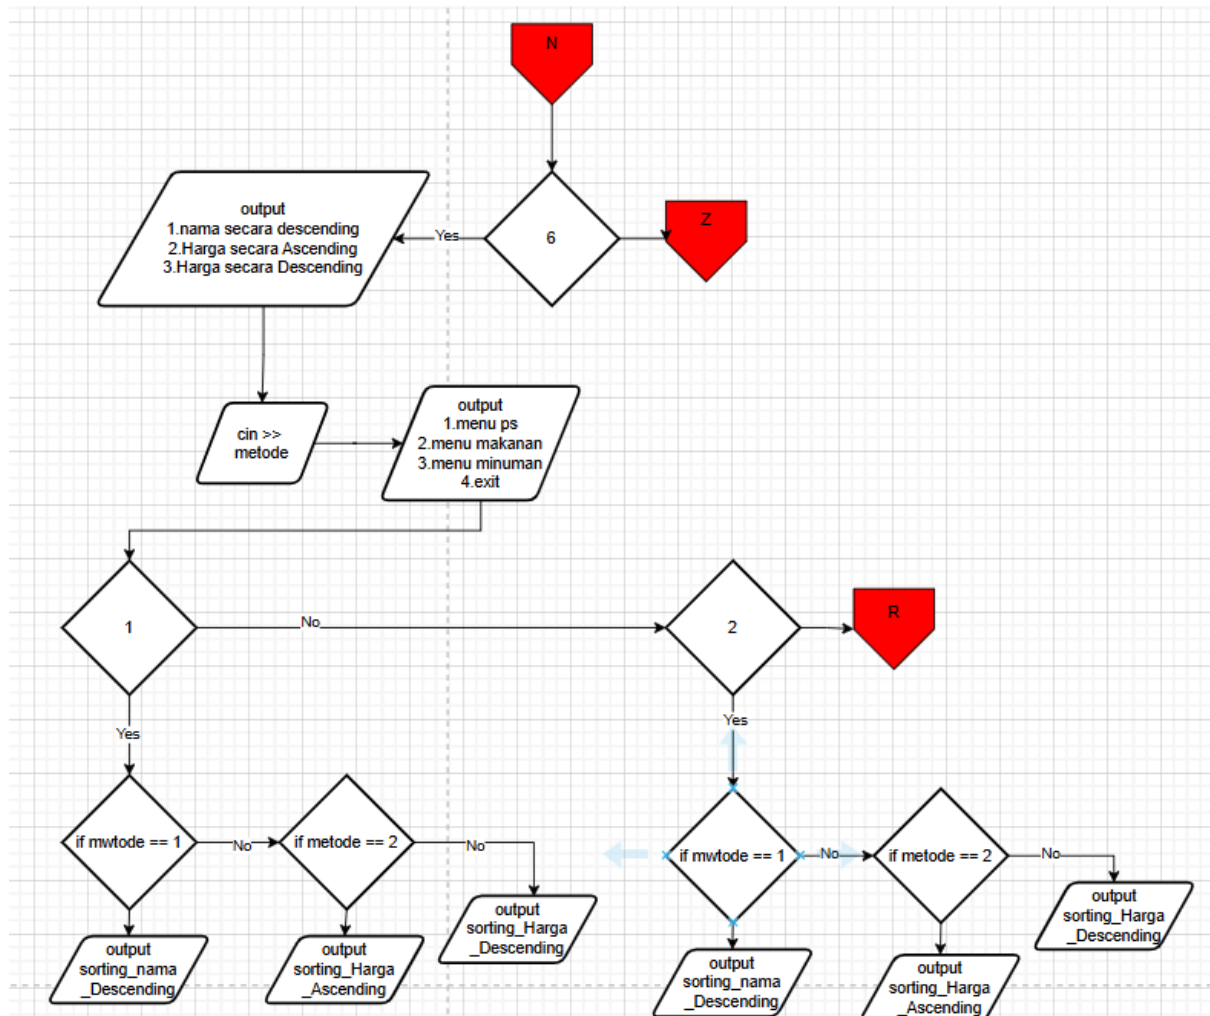 N
6
Z
Yes
output
1.nama secara descending
2.Harga secara Ascending
3.Harga secara Descending
cin >>
metode
output
1.menu ps
2.menu makanan
3.menu minuman
4.exit
1
No
2
R
Yes
Yes
if mwtode == 1
No
if metode == 2
No
if mwtode == 1
No
if metode == 2
No
output
sorting_nama
_Descending
output
sorting_Harga
_Ascending
output
sorting_Harga
_Descending
output
sorting_nama
_Descending
output
sorting_Harga
_Ascending
output
sorting_Harga
_Descending